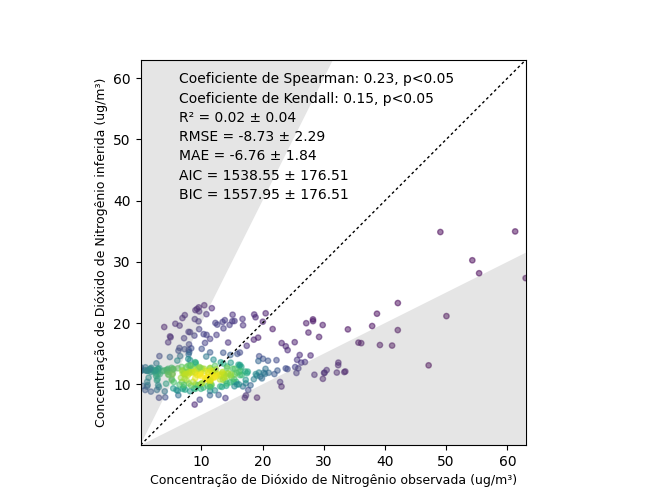 Coeficiente de Spearman: 0.23, p<0.05
Coeficiente de Kendall: 0.15, p<0.05
R² = 0.02 ± 0.04
RMSE = -8.73 ± 2.29
MAE = -6.76 ± 1.84
AIC = 1538.55 ± 176.51
BIC = 1557.95 ± 176.51
Concentração de Dióxido de Nitrogênio inferida (ug/m³)
60
50
40
30
20
10
10 20 30 40 50 60
Concentração de Dióxido de Nitrogênio observada (ug/m³)